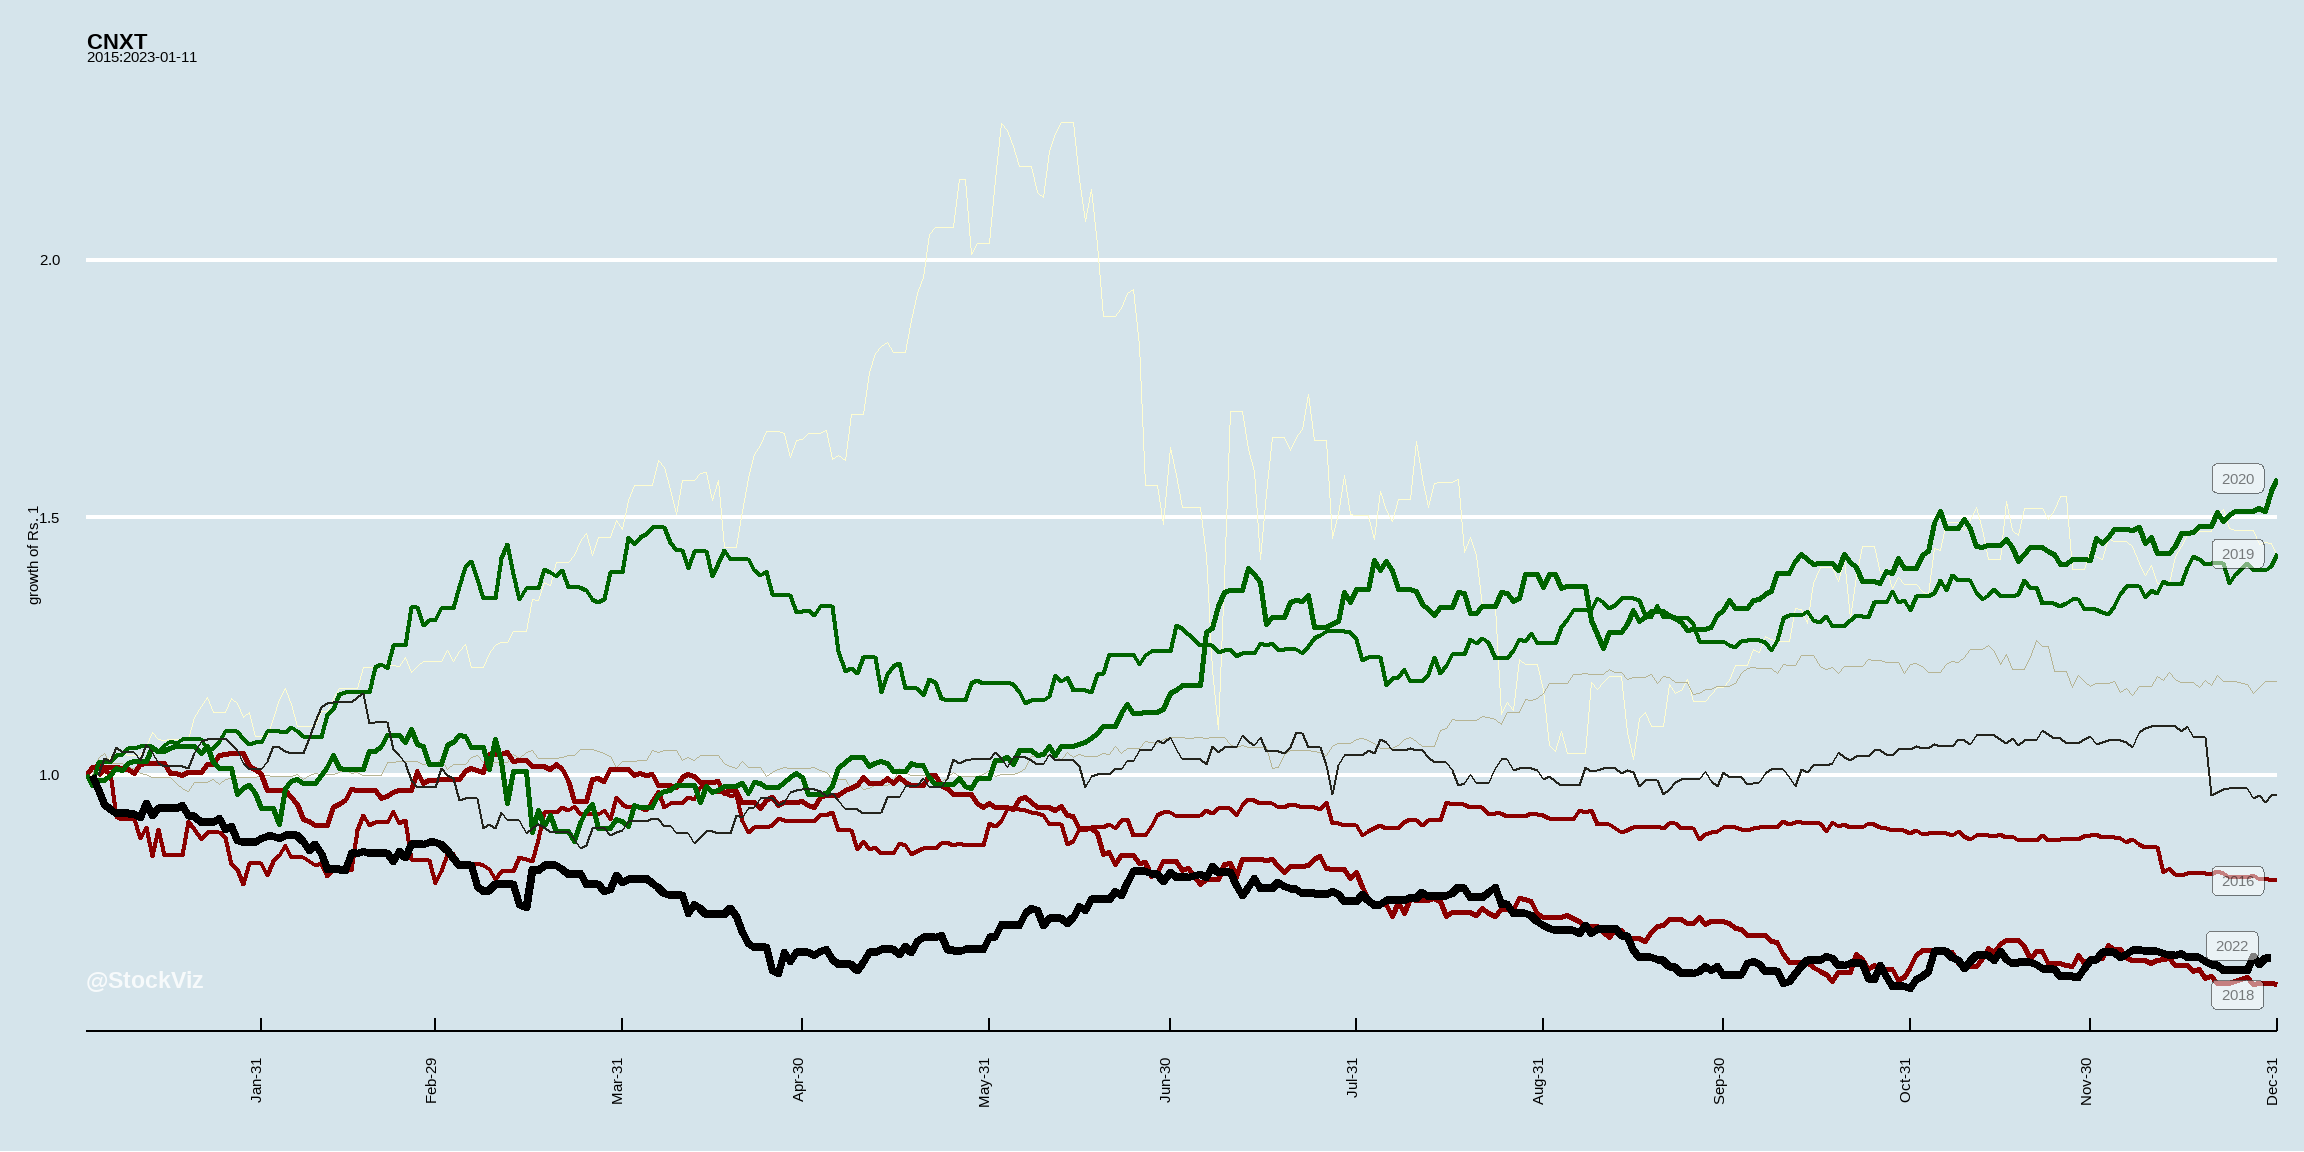 CNXT
2015:2023-01-11
2.0
1.5
1.0
growth of Rs. 1
2020
2019
2016
2022
2018
@StockViz
Jan-31
Feb-29
Mar-31
Apr-30
May-31
Jun-30
Jul-31
Aug-31
Sep-30
Oct-31
Nov-30
Dec-31